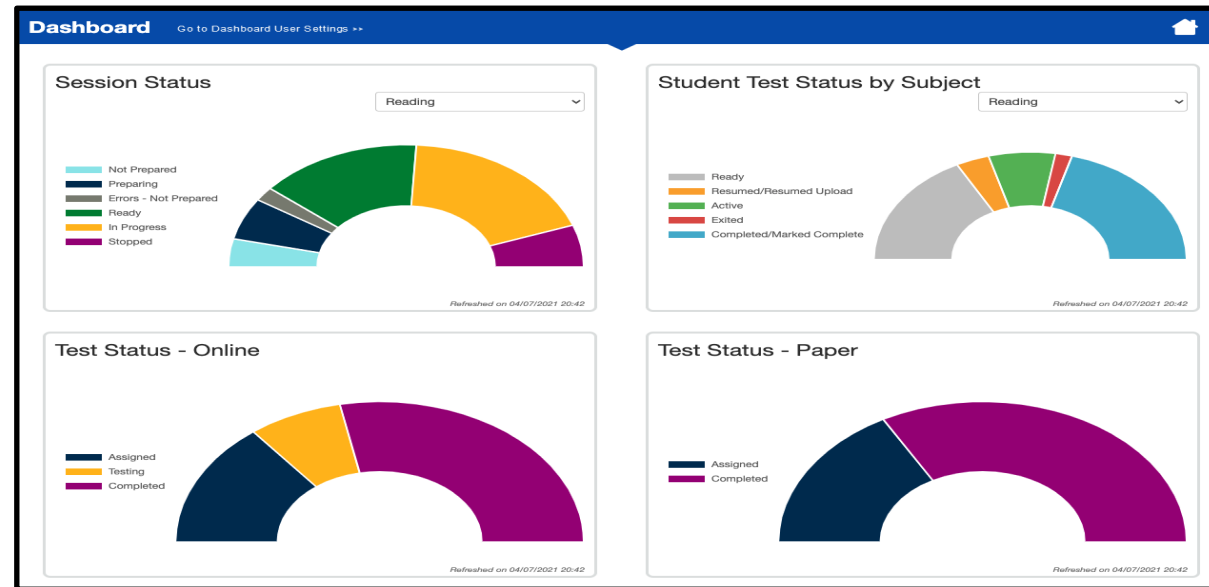 Dashboard Go to Dashboard User Settings >>
Session Status
Reading
Not Prepared
Preparing
Errors - Not Prepared
Ready
In Progress
Stopped
Refreshed on 04/07/2021 20:42
Student Test Status by Subject
Reading
Ready
Resumed/Resumed Upload
Active
Exited
Completed/Marked Complete
Refreshed on 04/07/2021 20:42
Test Status - Online
Assigned
Testing
Completed
Refreshed on 04/07/2021 20:42
Test Status - Paper
Assigned
Completed
Refreshed on 04/07/2021 20:42